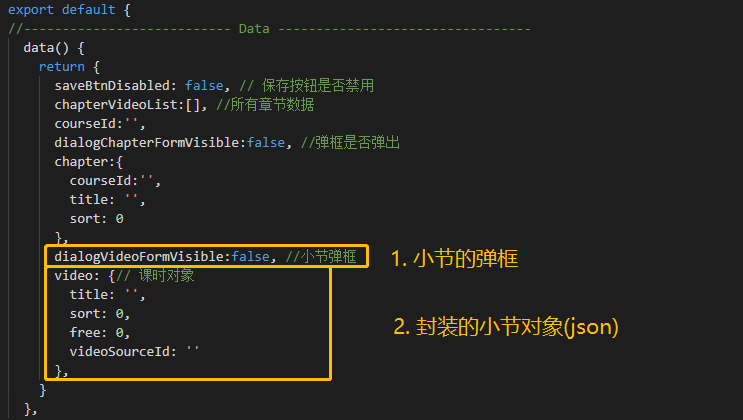 export default {
//-------------------------- Data --------------------------------
data() {
return {
saveBtnDisabled: false, // 保存按钮是否禁用
chapterVideoList:[], //所有章节数据
courseId:'',
dialogChapterFormVisible:false, //弹框是否弹出
chapter:{
courseId:'',
title: '',
sort: 0
},
dialogVideoFormVisible:false, //小节弹框
1. 小节的弹框
video: {// 课时对象
title: '',
sort: 0,
2. 封装的小节对象(json)
free: 0,
videoSourceId: ''
},
}
},